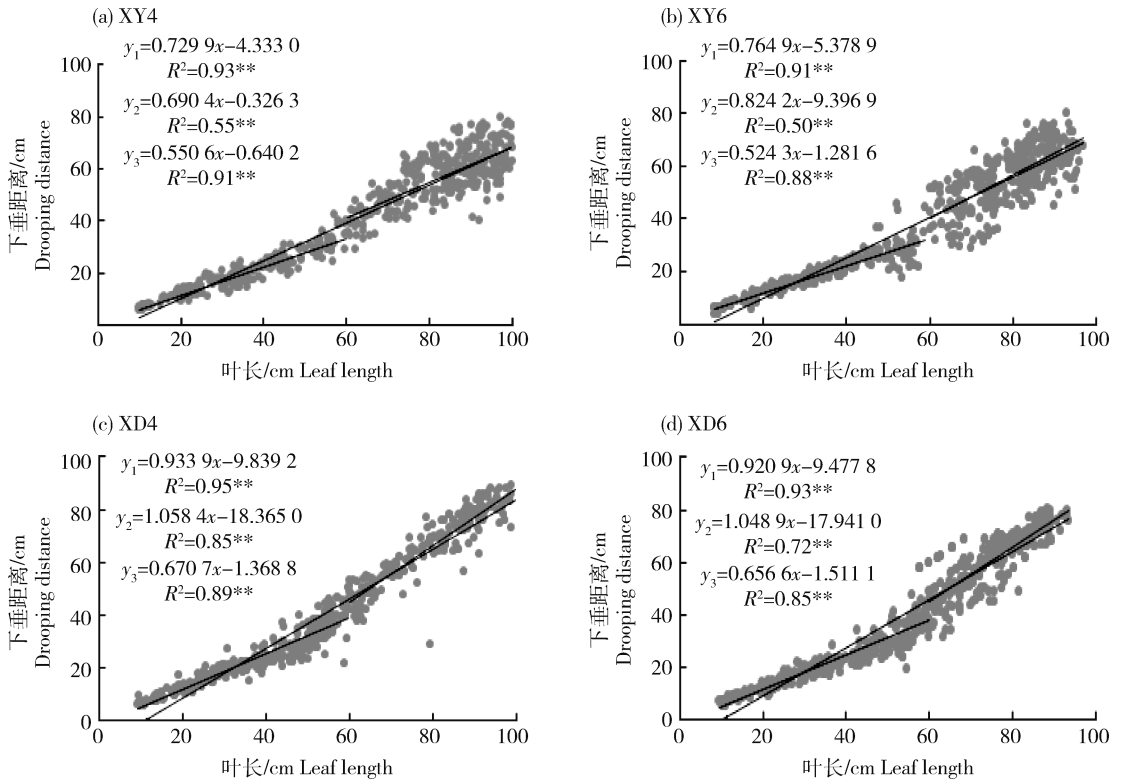 (a) XY4
y₁=0.729 9x−4.333 0
R²=0.93**
y₂=0.690 4x−0.326 3
R²=0.55**
y₃=0.550 6x−0.640 2
R²=0.91**
100
80
60
40
20
0
20
40
60
80
100
下垂距离/cm
Drooping distance
叶长/cm Leaf length
(b) XY6
y₁=0.764 9x−5.378 9
R²=0.91**
y₂=0.824 2x−9.396 9
R²=0.50**
y₃=0.524 3x−1.281 6
R²=0.88**
100
80
60
40
20
0
20
40
60
80
100
下垂距离/cm
Drooping distance
叶长/cm Leaf length
(c) XD4
y₁=0.933 9x−9.839 2
R²=0.95**
y₂=1.058 4x−18.365 0
R²=0.85**
y₃=0.670 7x−1.368 8
R²=0.89**
100
80
60
40
20
0
0
20
40
60
80
100
下垂距离/cm
Drooping distance
叶长/cm Leaf length
(d) XD6
y₁=0.920 9x−9.477 8
R²=0.93**
y₂=1.048 9x−17.941 0
R²=0.72**
y₃=0.656 6x−1.511 1
R²=0.85**
100
80
60
40
20
0
0
20
40
60
80
100
下垂距离/cm
Drooping distance
叶长/cm Leaf length